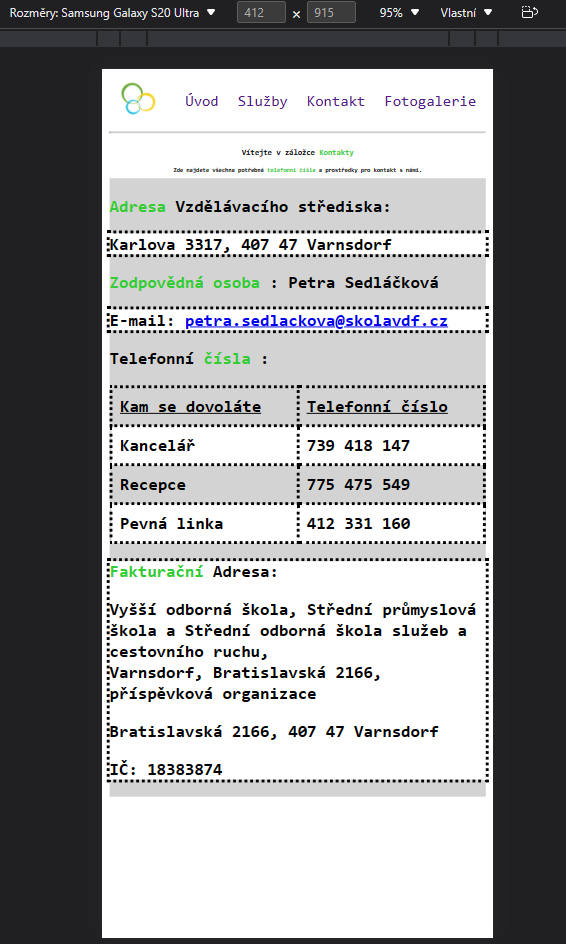 Rozměry: Samsung Galaxy S20 Ultra ▼ 412 × 915 95% ▼ Vlastní ▼
Úvod Služby Kontakt Fotogalerie
Vítejte v záložce Kontakty
Zde najdete všechna potřebná telefonní čísla a prostředky pro kontakt s námi.
Adresa Vzdělávacího střediska:
Karlova 3317, 407 47 Varnsdorf
Zodpovědná osoba : Petra Sedláčková
E-mail: petra.sedlackova@skolavdf.cz
Telefonní čísla :
Kam se dovoláte Telefonní číslo
Kancelář 739 418 147
Recepce 775 475 549
Pevná linka 412 331 160
Fakturační Adresa:
Vyšší odborná škola, Střední průmyslová
škola a Střední odborná škola služeb a
cestovního ruchu,
Varnsdorf, Bratislavská 2166,
příspěvková organizace
Bratislavská 2166, 407 47 Varnsdorf
IČ: 18383874